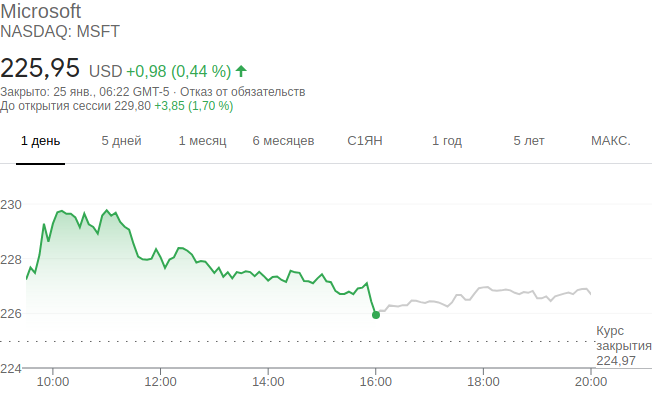 Microsoft
NASDAQ: MSFT
225,95 USD +0,98 (0,44 %)
Закрыто: 25 янв., 06:22 GMT-5 · Отказ от обязательств
До открытия сессии 229,80 +3,85 (1,70 %)
1 день 5 дней 1 месяц 6 месяцев С1ЯН 1 год 5 лет МАКС.
230
228
226
Курс
закрытия
224,97
224
10:00 12:00 14:00 16:00 18:00 20:00